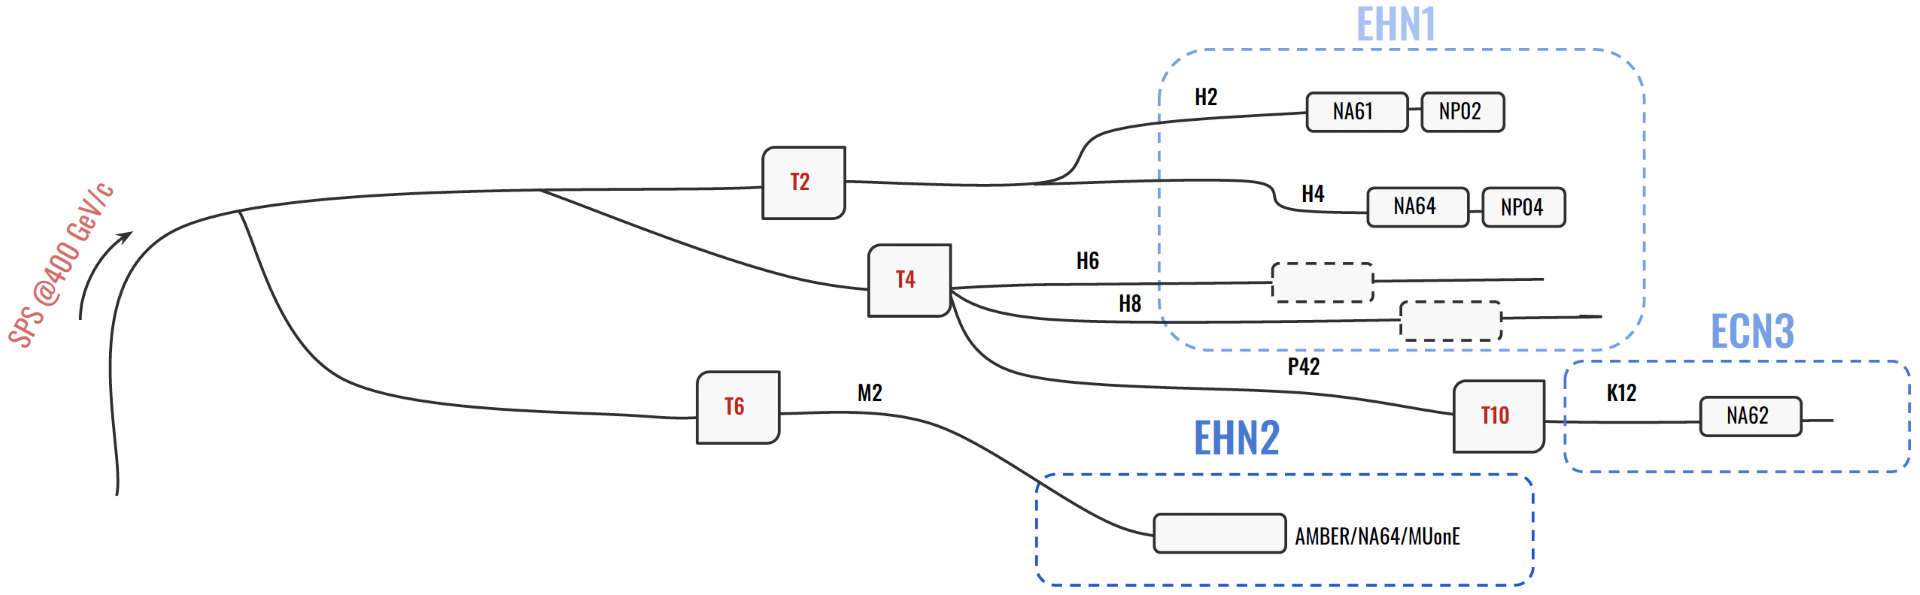 EHN1
H2
NA61
NP02
SPS @400 GeV/c
T2
H4
NA64
NP04
T4
H6
H8
ECN3
P42
T6
M2
T10
K12
NA62
EHN2
AMBER/NA64/MUonE